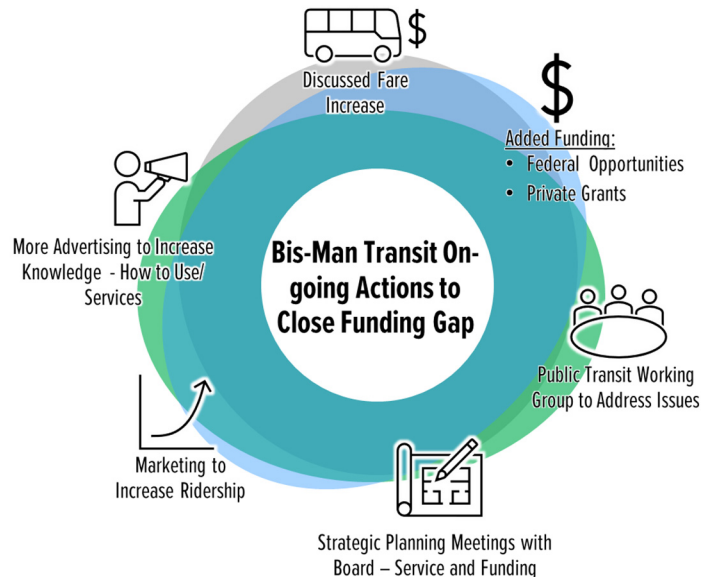 $
Discussed Fare
Increase
$
Added Funding:
• Federal Opportunities
• Private Grants
More Advertising to Increase
Knowledge - How to Use/
Services
Bis-Man Transit On-
going Actions to
Close Funding Gap
Public Transit Working
Group to Address Issues
Marketing to
Increase Ridership
Strategic Planning Meetings with
Board – Service and Funding